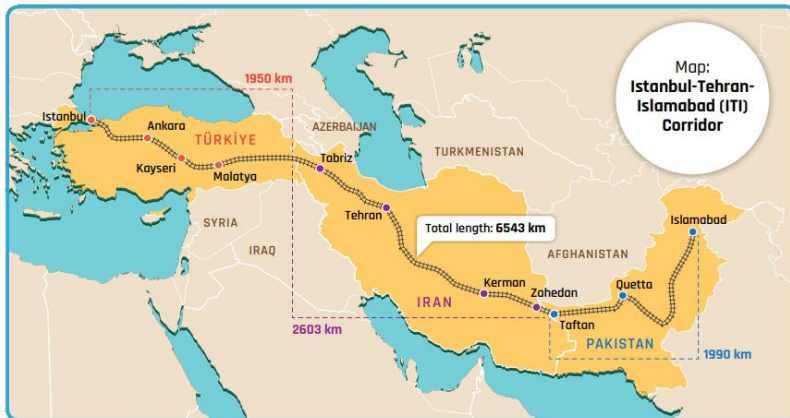 Map:
Istanbul-Tehran-
Islamabad (ITI)
Corridor
1950 km
Istanbul
Ankara
TÜRKİYE
Kayseri
Malatya
AZERBAIJAN
Tabriz
TURKMENISTAN
Tehran
SYRIA
IRAQ
Total length: 6543 km
AFGHANISTAN
Islamabad
Kerman
Zahedan
Quetta
IRAN
Taftan
2603 km
PAKISTAN
1990 km